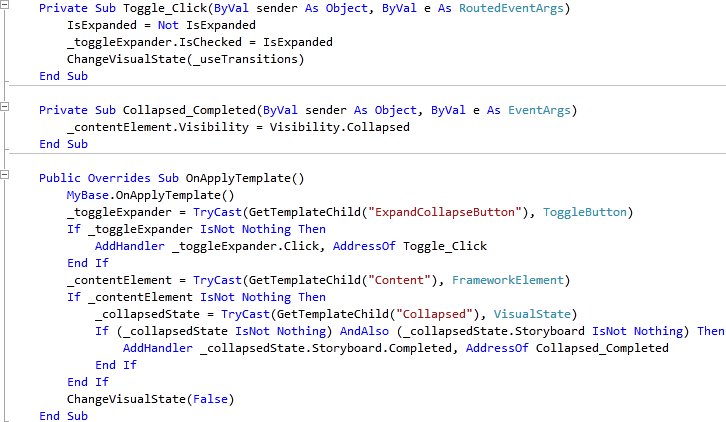 Private Sub Toggle_Click(ByVal sender As Object, ByVal e As RoutedEventArgs)
    IsExpanded = Not IsExpanded
    _toggleExpander.IsChecked = IsExpanded
    ChangeVisualState(_useTransitions)
End Sub
Private Sub Collapsed_Completed(ByVal sender As Object, ByVal e As EventArgs)
    _contentElement.Visibility = Visibility.Collapsed
End Sub
Public Overrides Sub OnApplyTemplate()
    MyBase.OnApplyTemplate()
    _toggleExpander = TryCast(GetTemplateChild("ExpandCollapseButton"), ToggleButton)
    If _toggleExpander IsNot Nothing Then
        AddHandler _toggleExpander.Click, AddressOf Toggle_Click
    End If
    _contentElement = TryCast(GetTemplateChild("Content"), FrameworkElement)
    If _contentElement IsNot Nothing Then
        _collapsedState = TryCast(GetTemplateChild("Collapsed"), VisualState)
        If (_collapsedState IsNot Nothing) AndAlso (_collapsedState.Storyboard IsNot Nothing) Then
            AddHandler _collapsedState.Storyboard.Completed, AddressOf Collapsed_Completed
        End If
    End If
    ChangeVisualState(False)
End Sub